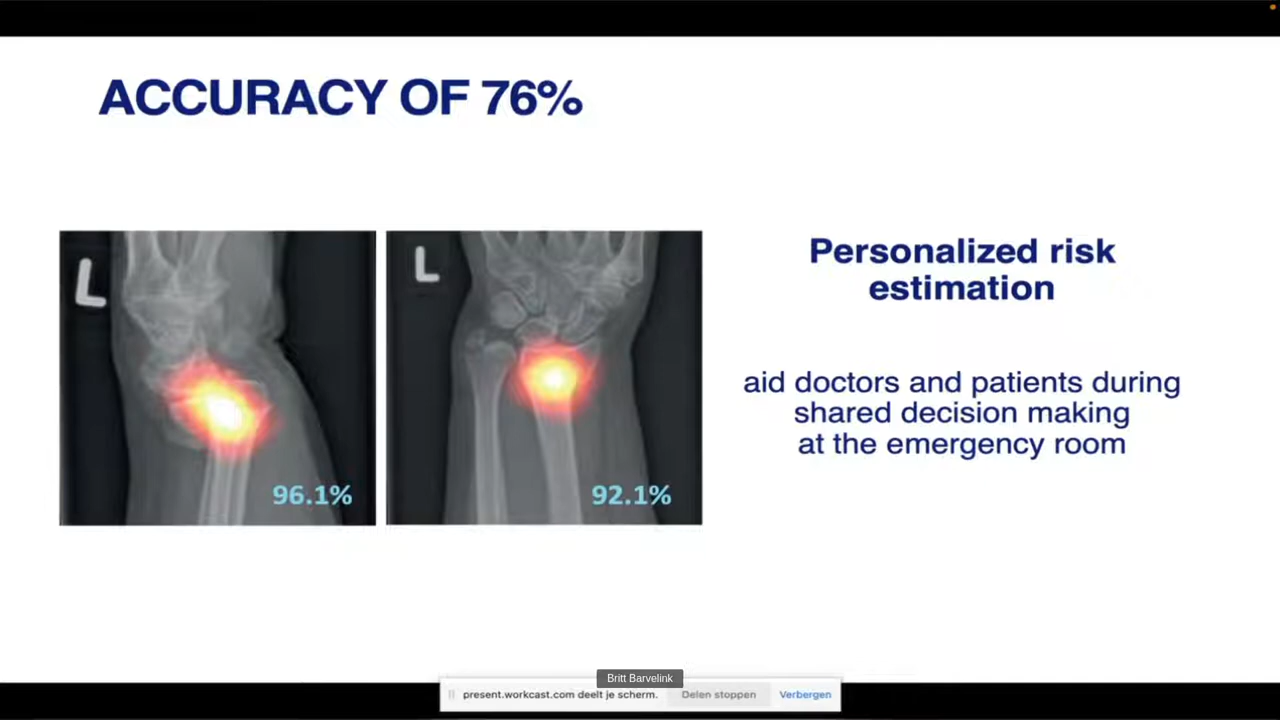 ACCURACY OF 76%
L
L
96.1%
92.1%
Personalized risk
estimation
aid doctors and patients during
shared decision making
at the emergency room
Britt Barvelink
present.workcast.com deelt je scherm.
Delen stoppen
Verbergen